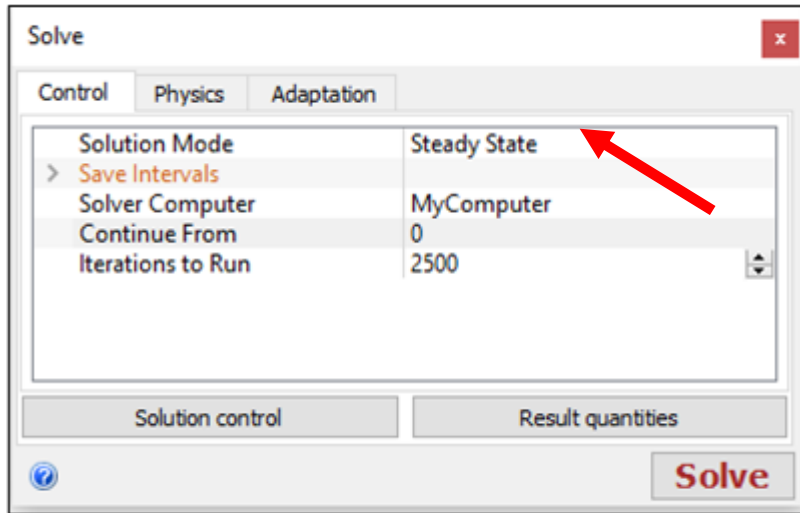 Solve
x
Control Physics Adaptation
Solution Mode Steady State
> Save Intervals
Solver Computer MyComputer
Continue From 0
Iterations to Run 2500
Solution control Result quantities
? Solve